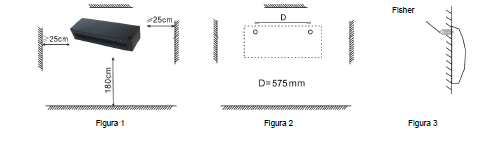 ≥25cm
≥25cm
180cm
Figura 1
D
D=575mm
Figura 2
Fisher
Figura 3